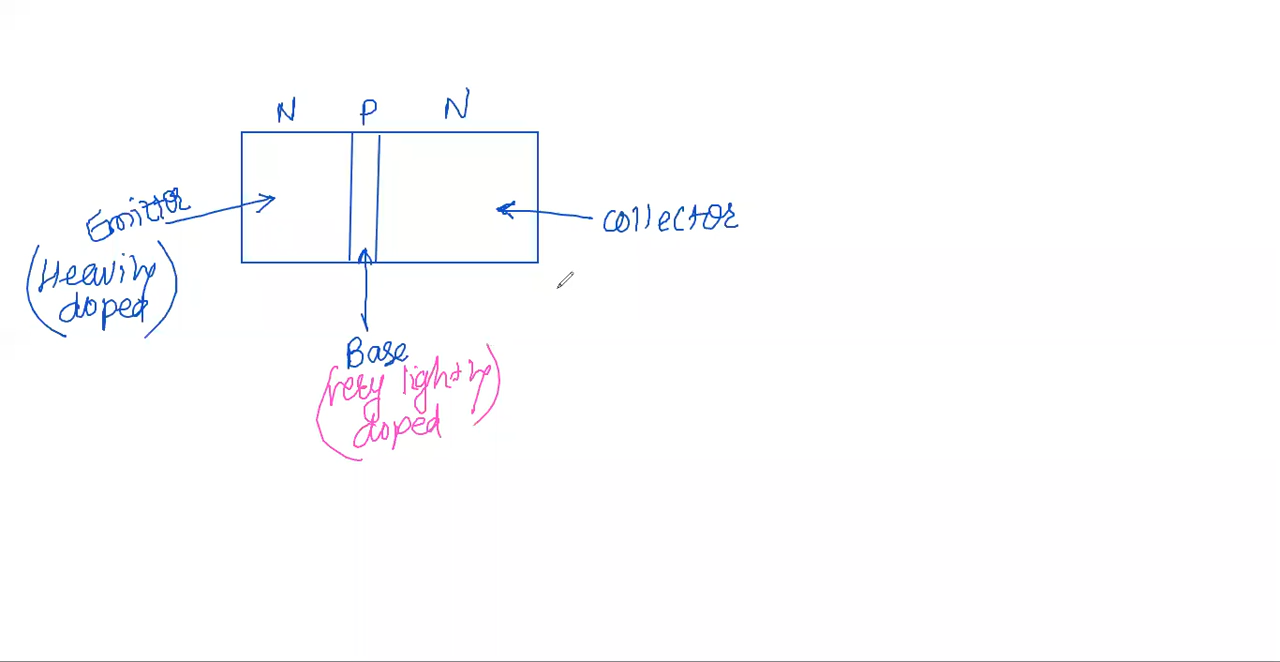 N P N
Emitter
(Heavily
doped)
collector
Base
(very lightly
doped)